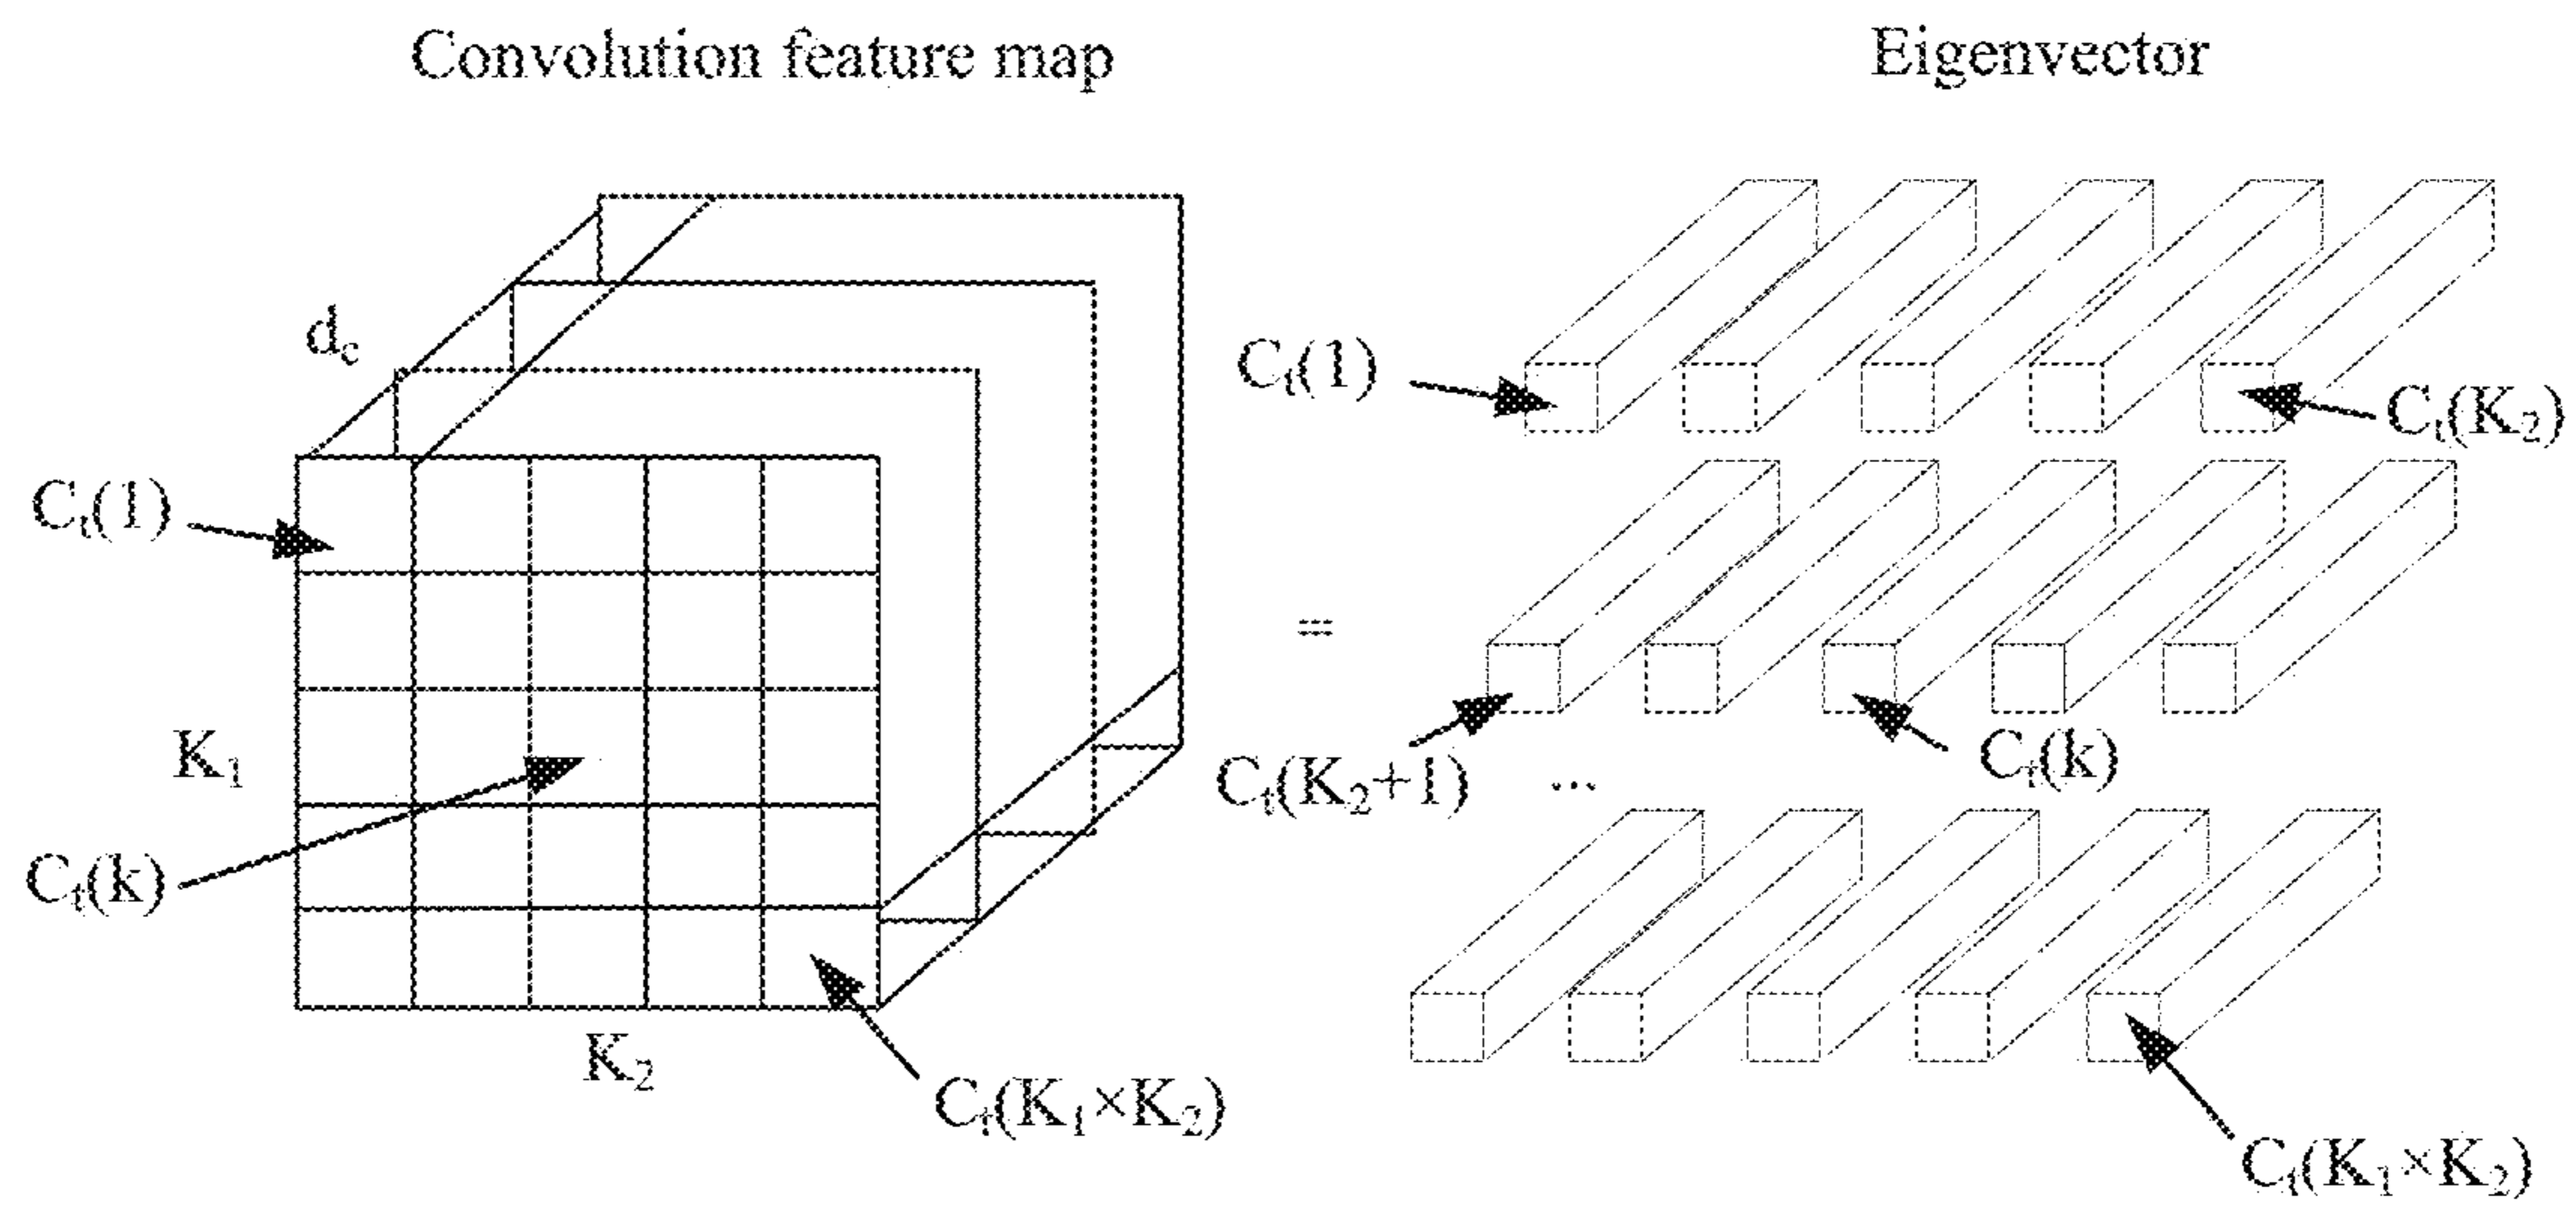 Convolution feature map
Eigenvector
d_c
C_t(1)
K_1
C_t(k)
K_2
C_t(K_1×K_2)
=
C_t(1)
C_t(K_2)
C_t(K_2+1)
...
C_t(k)
C_t(K_1×K_2)